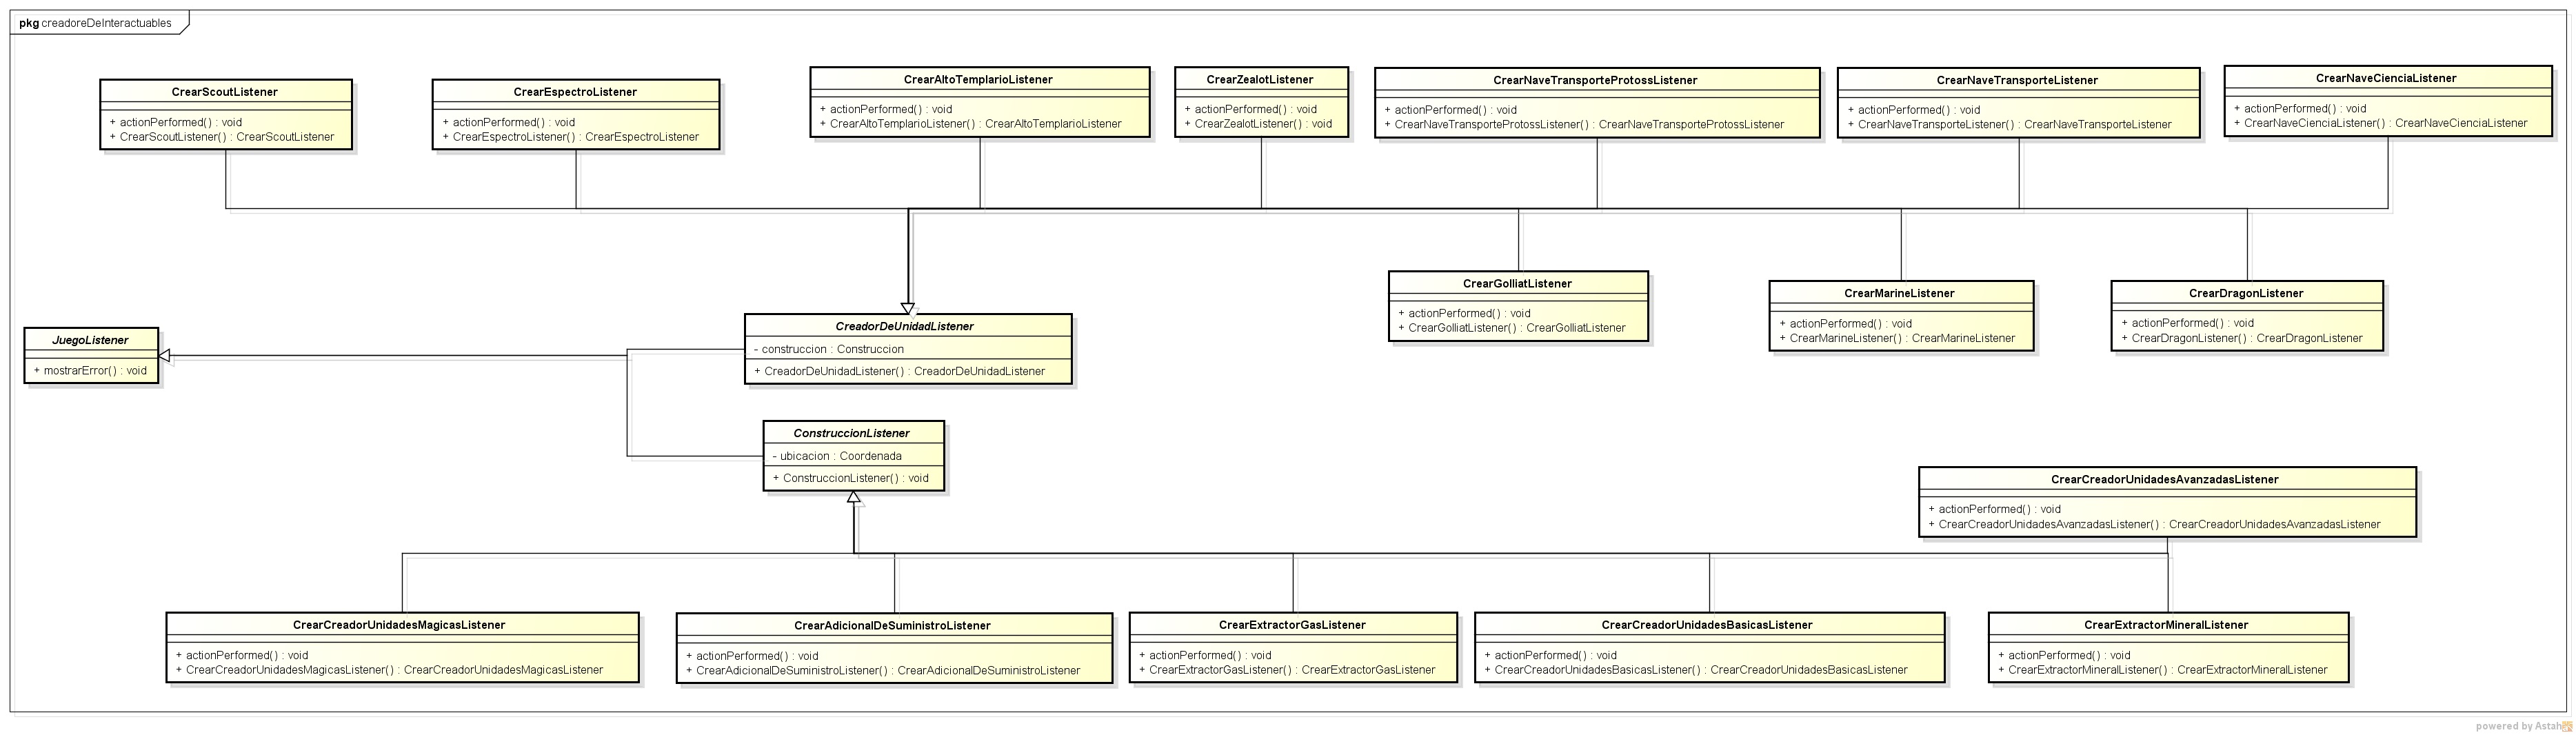 pkg creadoreDeInteractuables
CrearScoutListener
+ actionPerformed() : void
+ CrearScoutListener() : CrearScoutListener
CrearEspectroListener
+ actionPerformed() : void
+ CrearEspectroListener() : CrearEspectroListener
CrearAltoTemplarioListener
+ actionPerformed() : void
+ CrearAltoTemplarioListener() : CrearAltoTemplarioListener
CrearZealotListener
+ actionPerformed() : void
+ CrearZealotListener() : void
CrearNaveTransporteProtossListener
+ actionPerformed() : void
+ CrearNaveTransporteProtossListener() : CrearNaveTransporteProtossListener
CrearNaveTransporteListener
+ actionPerformed() : void
+ CrearNaveTransporteListener() : CrearNaveTransporteListener
CrearNaveCienciaListener
+ actionPerformed() : void
+ CrearNaveCienciaListener() : CrearNaveCienciaListener
CrearGolliatListener
+ actionPerformed() : void
+ CrearGolliatListener() : CrearGolliatListener
CrearMarineListener
+ actionPerformed() : void
+ CrearMarineListener() : CrearMarineListener
CrearDragonListener
+ actionPerformed() : void
+ CrearDragonListener() : CrearDragonListener
JuegoListener
+ mostrarError() : void
CreadorDeUnidadListener
- construccion : Construccion
+ CreadorDeUnidadListener() : CreadorDeUnidadListener
ConstruccionListener
- ubicacion : Coordenada
+ ConstruccionListener() : void
CrearCreadorUnidadesAvanzadasListener
+ actionPerformed() : void
+ CrearCreadorUnidadesAvanzadasListener() : CrearCreadorUnidadesAvanzadasListener
CrearCreadorUnidadesMagicasListener
+ actionPerformed() : void
+ CrearCreadorUnidadesMagicasListener() : CrearCreadorUnidadesMagicasListener
CrearAdicionalDeSuministroListener
+ actionPerformed() : void
+ CrearAdicionalDeSuministroListener() : CrearAdicionalDeSuministroListener
CrearExtractorGasListener
+ actionPerformed() : void
+ CrearExtractorGasListener() : CrearExtractorGasListener
CrearCreadorUnidadesBasicasListener
+ actionPerformed() : void
+ CrearCreadorUnidadesBasicasListener() : CrearCreadorUnidadesBasicasListener
CrearExtractorMineralListener
+ actionPerformed() : void
+ CrearExtractorMineralListener() : CrearExtractorMineralListener
powered by Astah